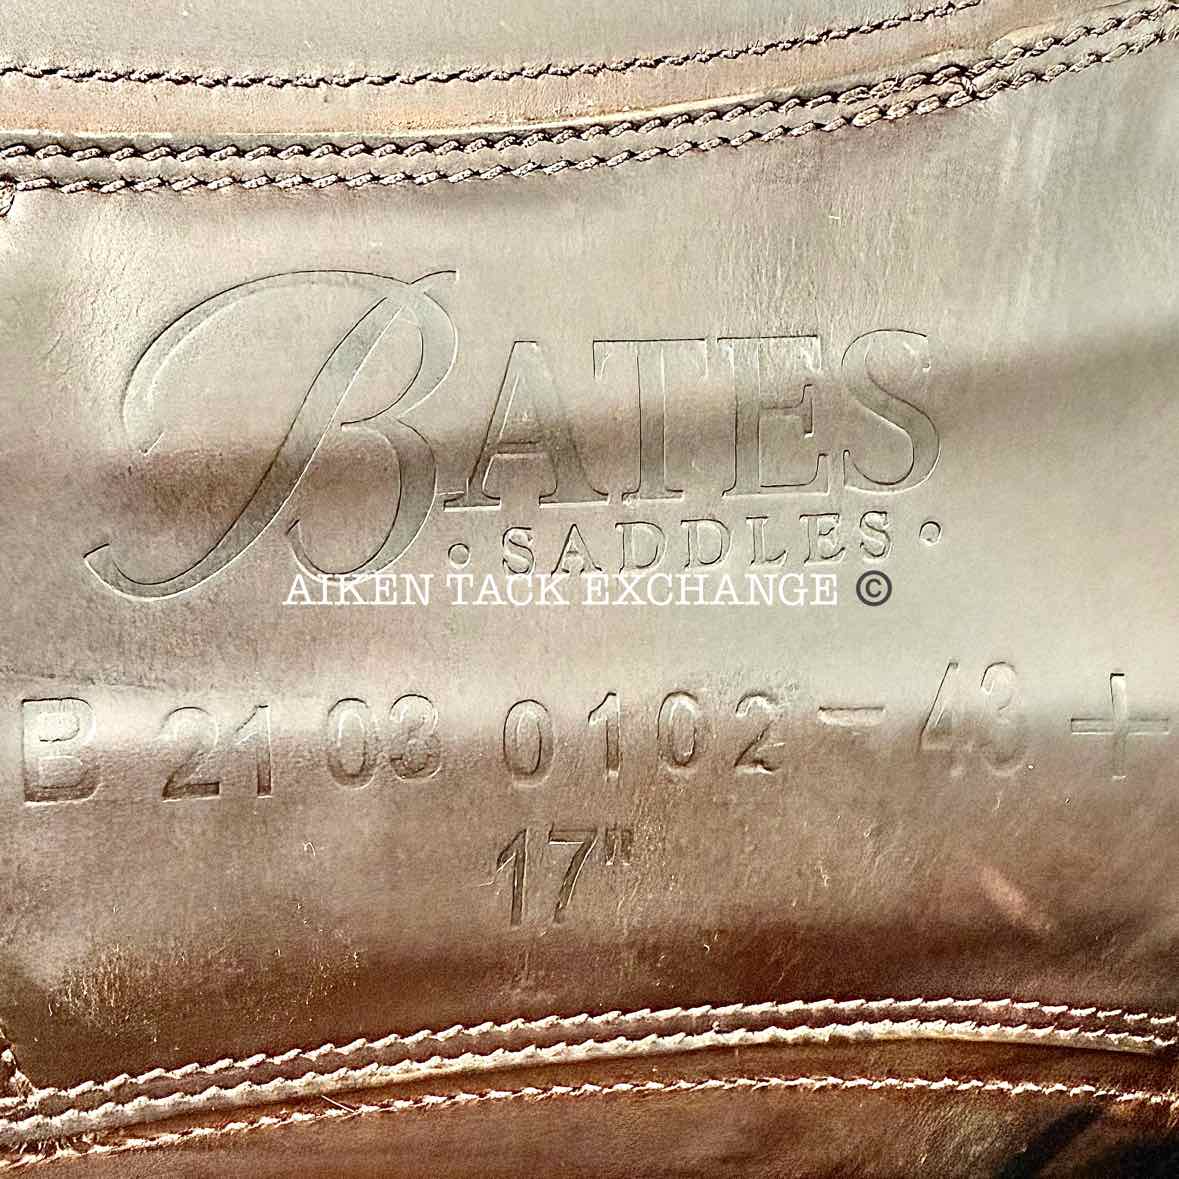 BATES
• SADDLES •
AIKEN TACK EXCHANGE ©
B 21 03 0102 - 43 +
17"